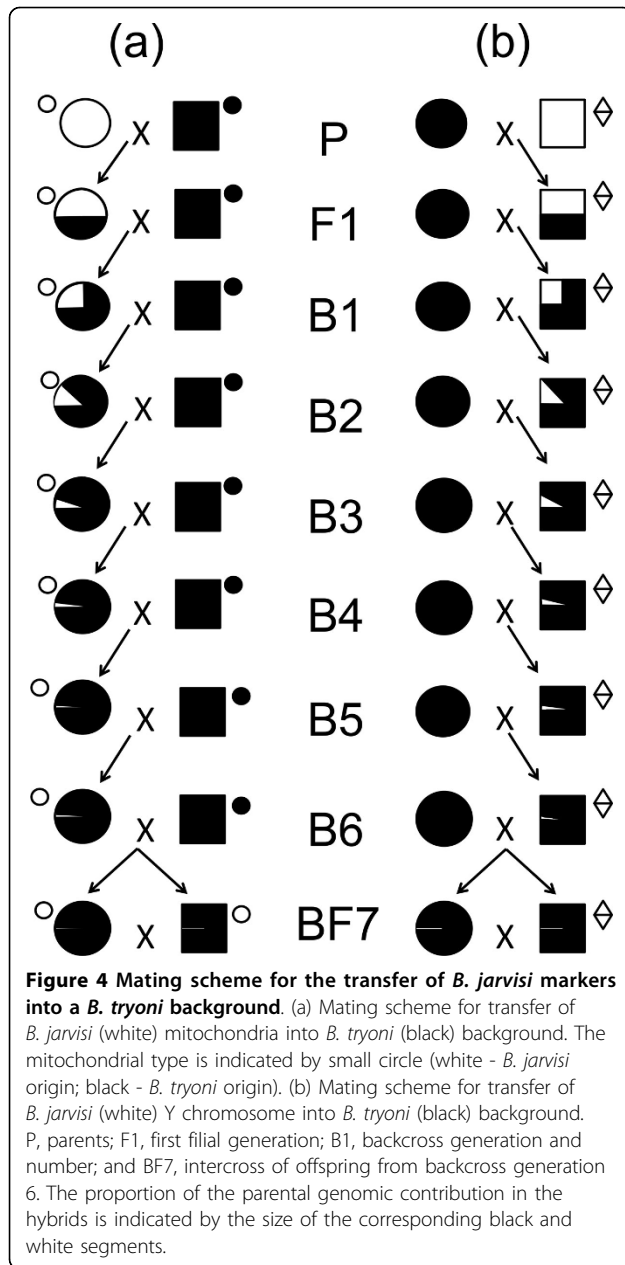 (a) (b)
X P X
X F1 X
X B1 X
X B2 X
X B3 X
X B4 X
X B5 X
X B6 X
X BF7 X
Figure 4 Mating scheme for the transfer of B. jarvisi markers
into a B. tryoni background. (a) Mating scheme for transfer of
B. jarvisi (white) mitochondria into B. tryoni (black) background. The
mitochondrial type is indicated by small circle (white - B. jarvisi
origin; black - B. tryoni origin). (b) Mating scheme for transfer of
B. jarvisi (white) Y chromosome into B. tryoni (black) background.
P, parents; F1, first filial generation; B1, backcross generation and
number; and BF7, intercross of offspring from backcross generation
6. The proportion of the parental genomic contribution in the
hybrids is indicated by the size of the corresponding black and
white segments.